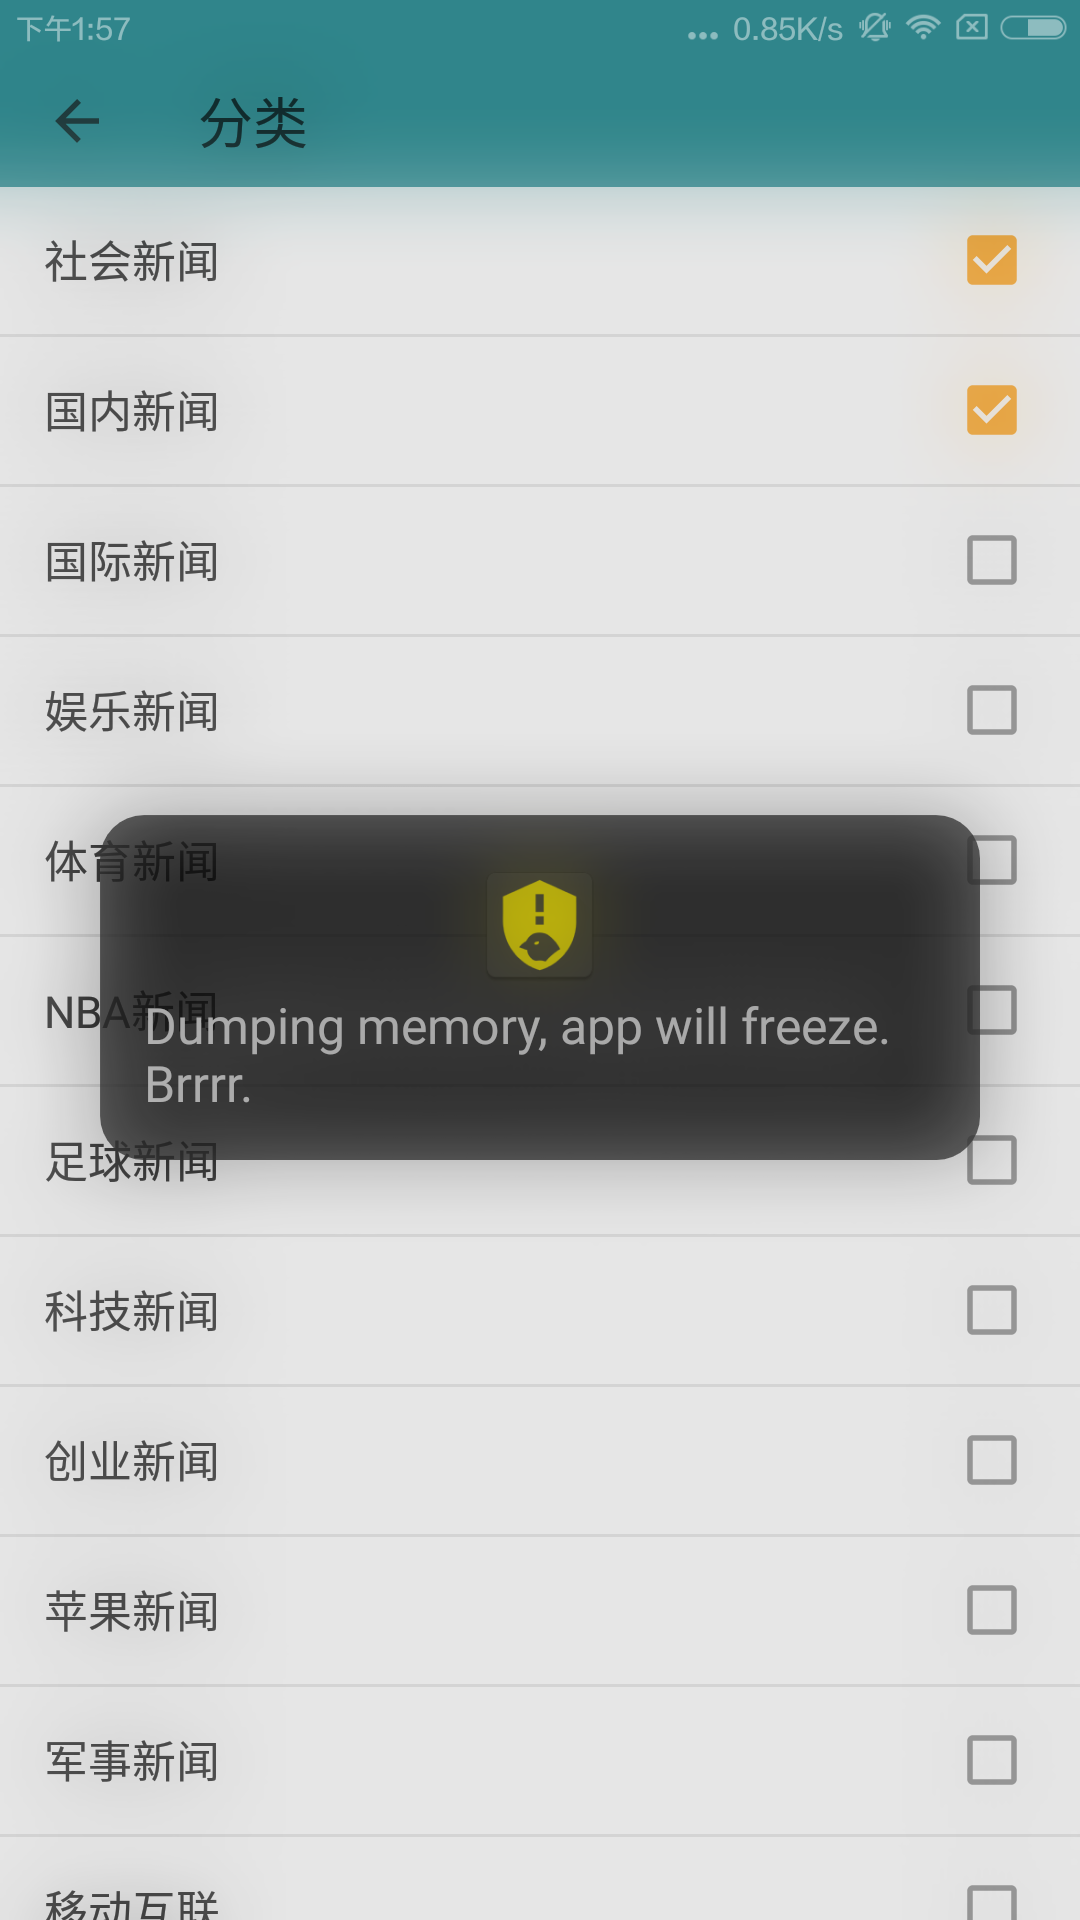 下午1:57
... 0.85K/s
分类
社会新闻
国内新闻
国际新闻
娱乐新闻
体育新闻
NBA新闻
Dumping memory, app will freeze.
Brrrr.
足球新闻
科技新闻
创业新闻
苹果新闻
军事新闻
移动互联